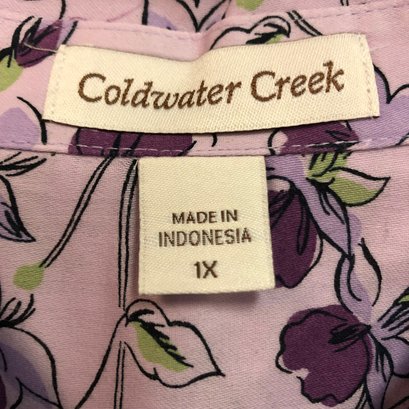 Coldwater Creek
MADE IN
INDONESIA
1X